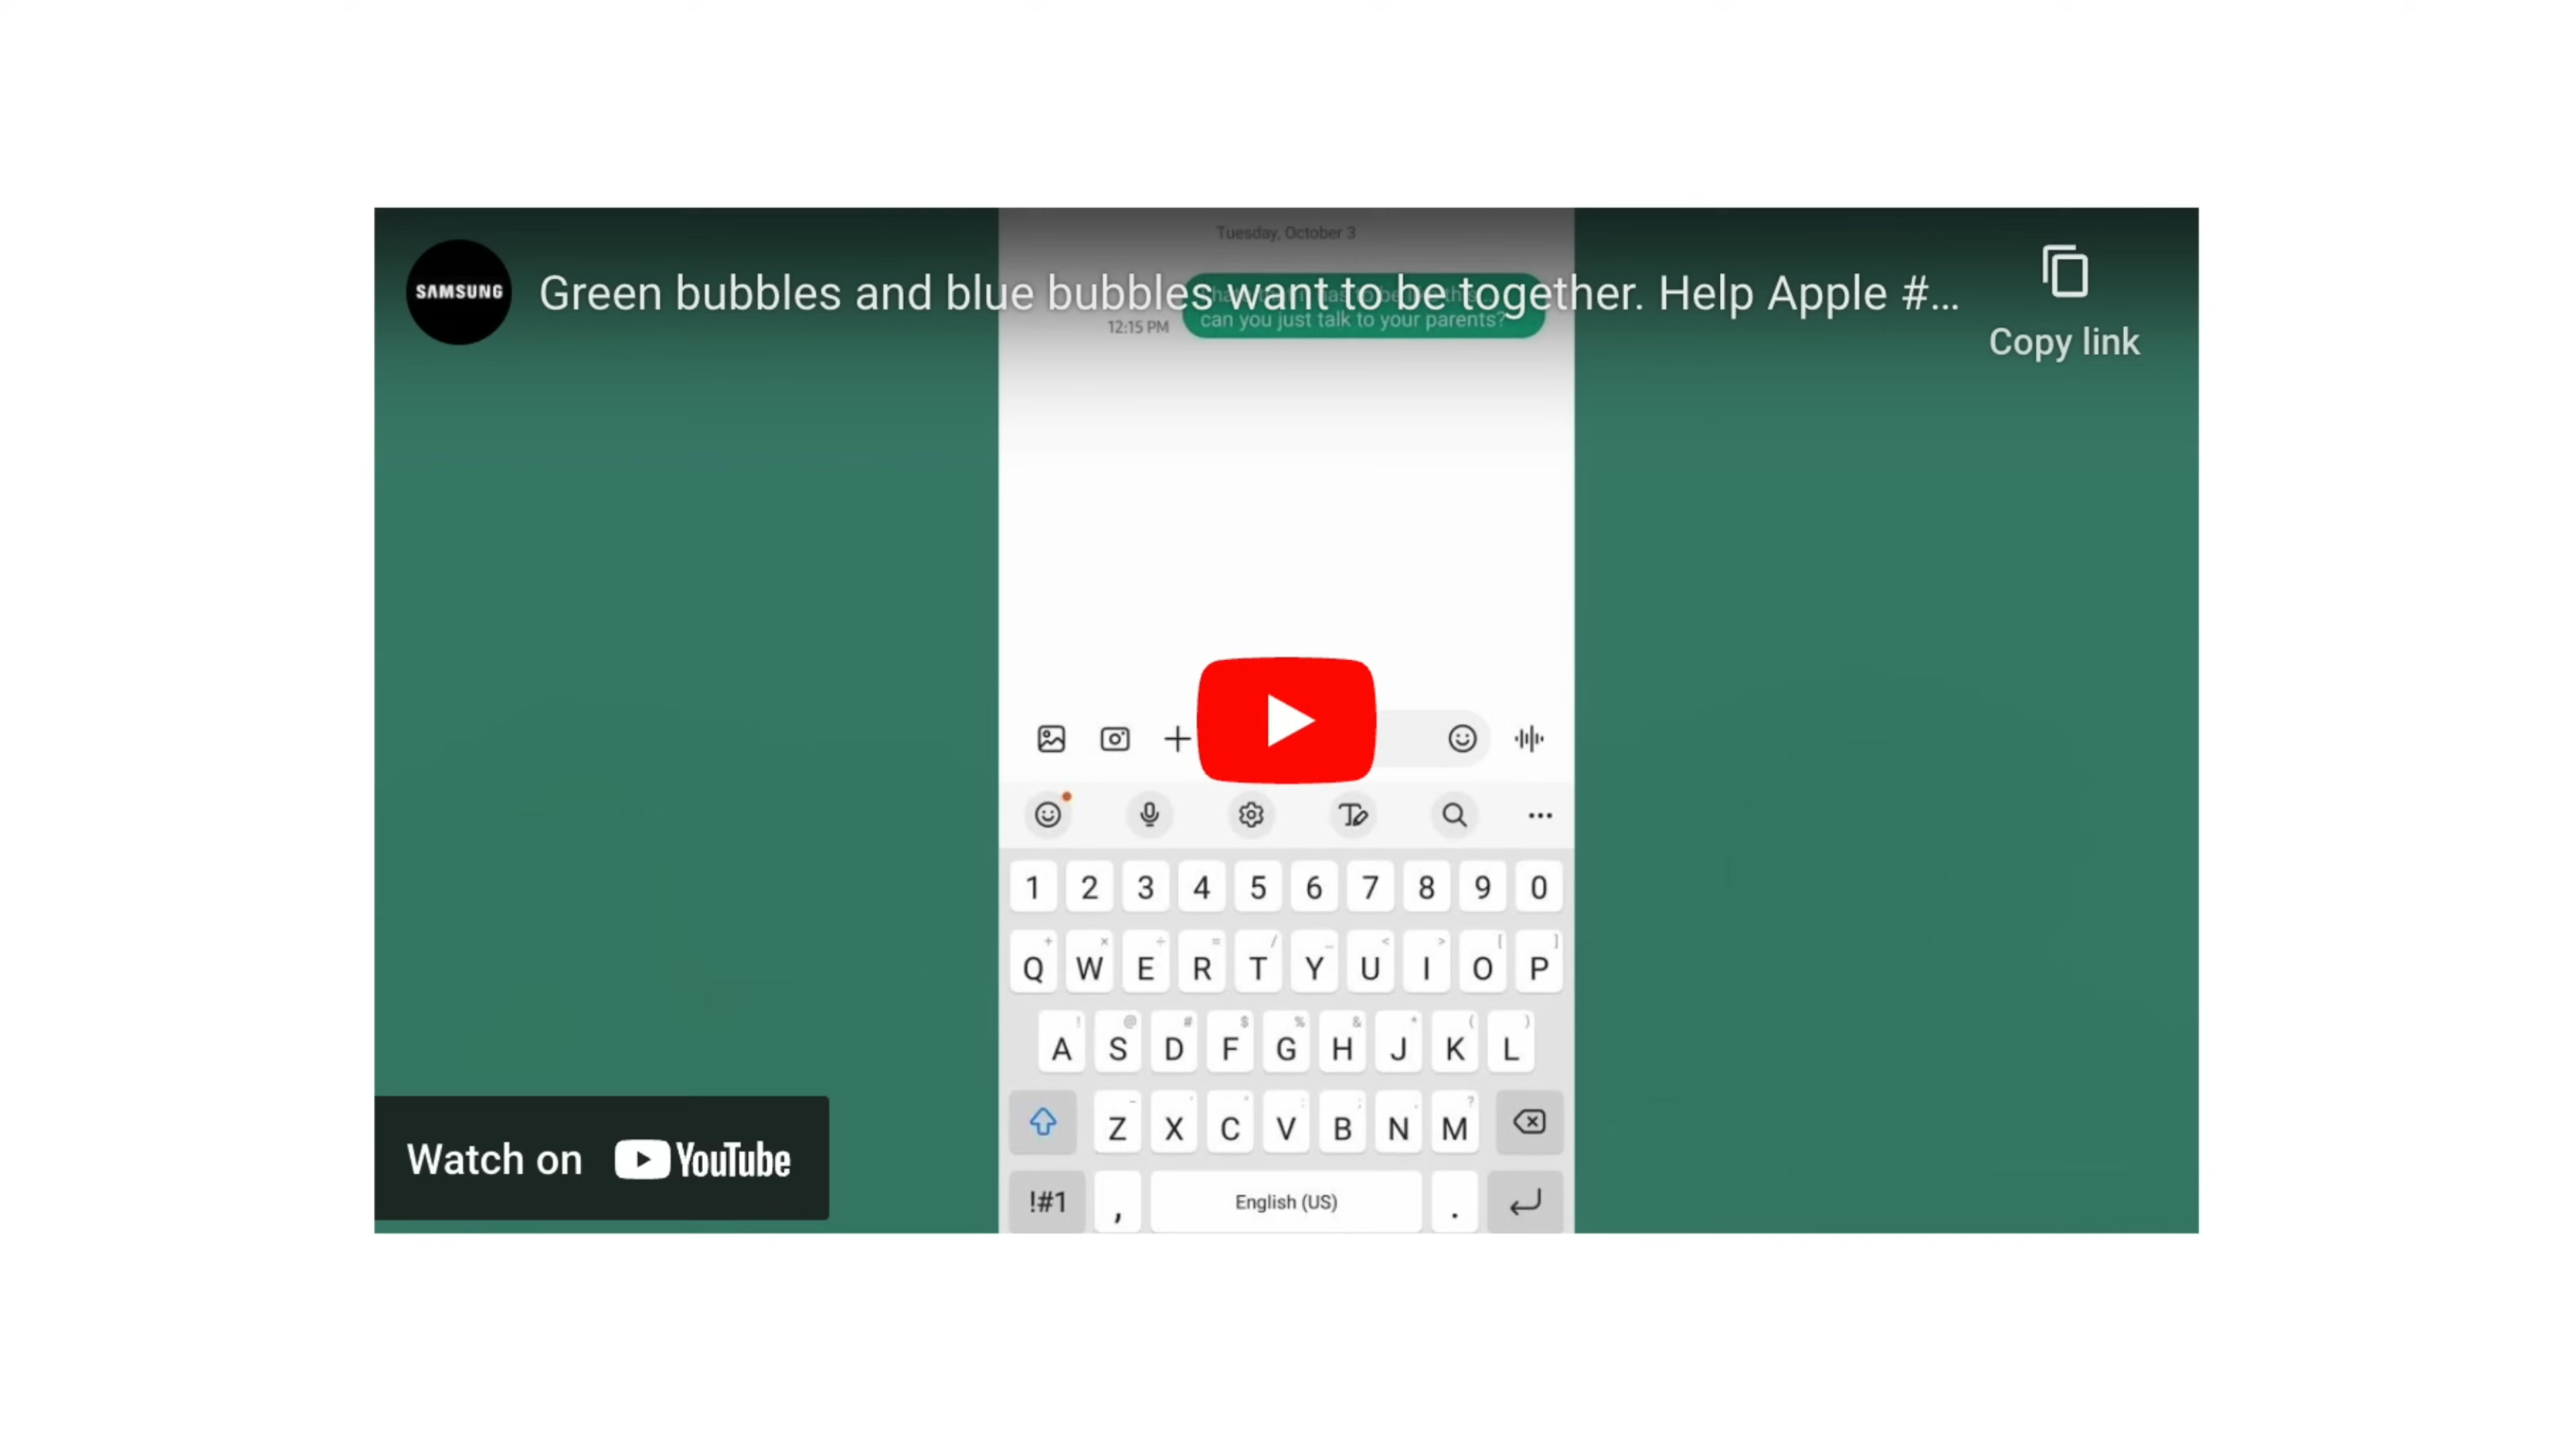 Tuesday, October 3
SAMSUNG
Green bubbles and blue bubbles want to be together. Help Apple #...
Copy link
12:15 PM
can you just talk to your parents?
1 2 3 4 5 6 7 8 9 0
Q W E R T Y U I O P
A S D F G H J K L
Z X C V B N M
!#1 , English (US) .
Watch on YouTube